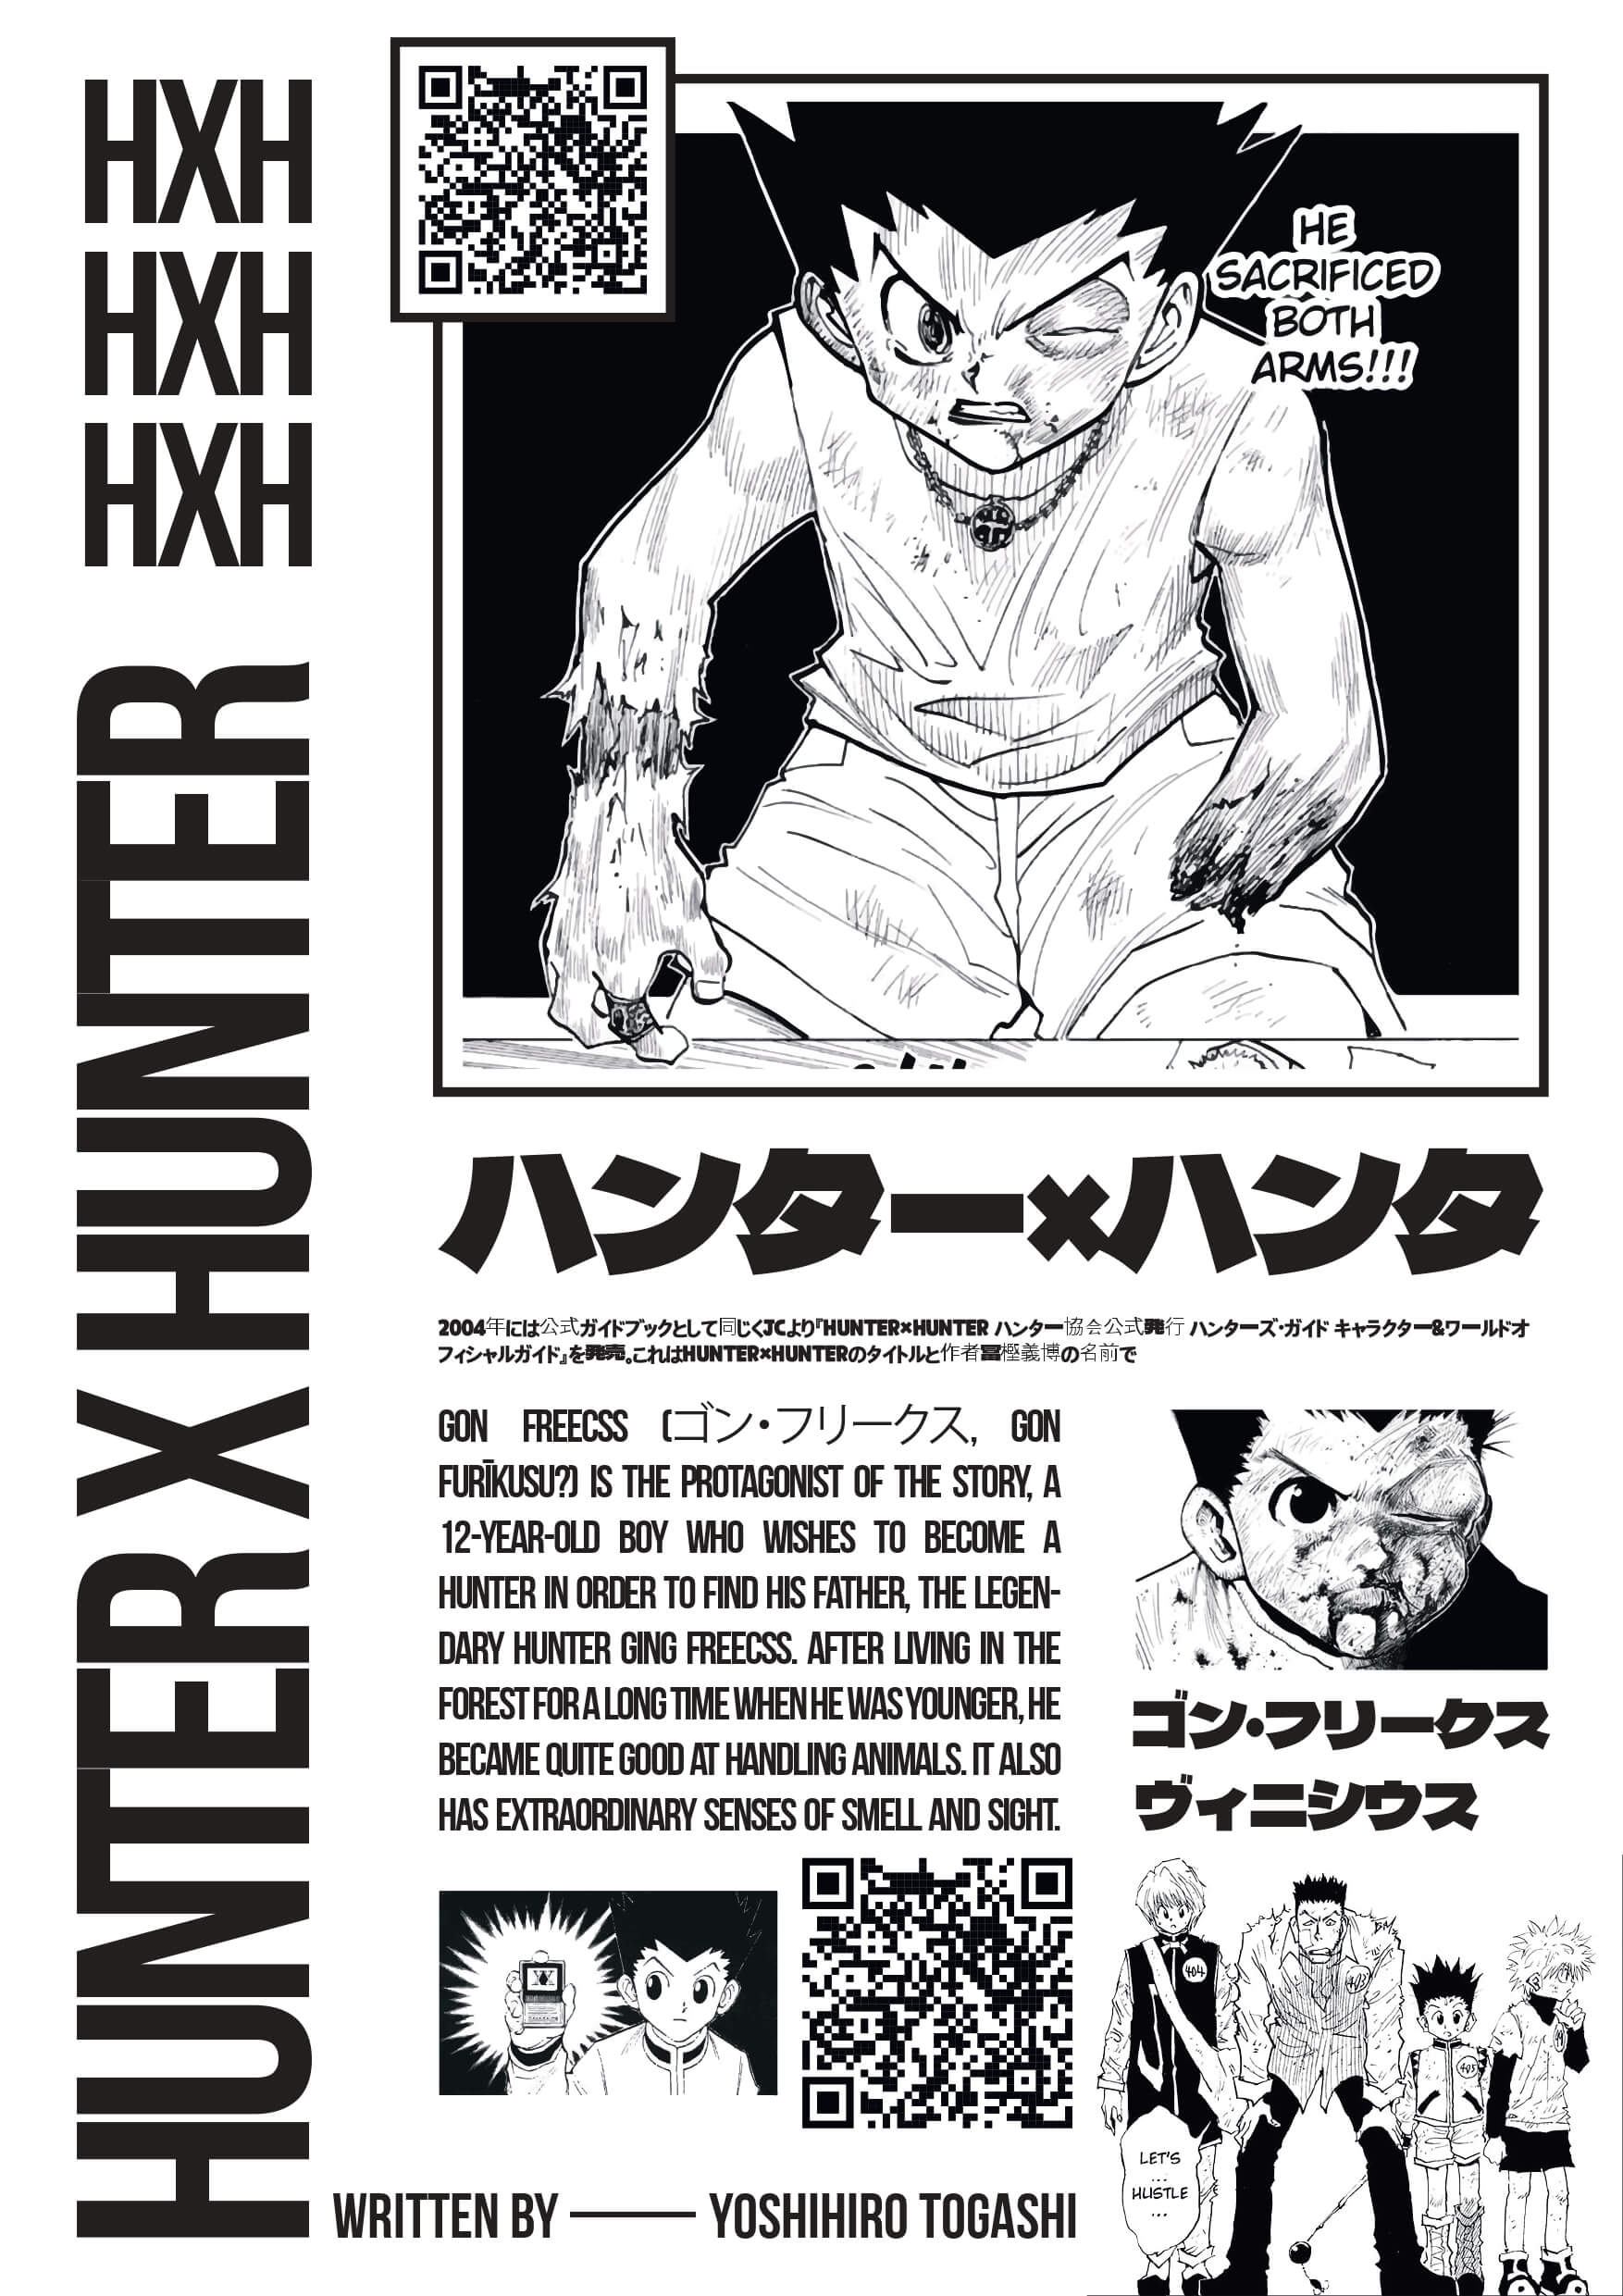 HXH
HXH
HXH
HUNTER X HUNTER
HE
SACRIFICED
BOTH
ARMS!!!
ハンター×ハンタ
2004年には公式ガイドブックとして同じくJCより『HUNTER×HUNTER ハンター協会公式発行 ハンターズ・ガイド キャラクター&ワールドオ
フィシャルガイド』を発売。これはHUNTER×HUNTERのタイトルと作者冨樫義博の名前で
GON FREECSS (ゴン・フリークス, GON
FURĪKUSU?) IS THE PROTAGONIST OF THE STORY, A
12-YEAR-OLD BOY WHO WISHES TO BECOME A
HUNTER IN ORDER TO FIND HIS FATHER, THE LEGEN-
DARY HUNTER GING FREECSS. AFTER LIVING IN THE
FOREST FOR A LONG TIME WHEN HE WAS YOUNGER, HE
BECAME QUITE GOOD AT HANDLING ANIMALS. IT ALSO
HAS EXTRAORDINARY SENSES OF SMELL AND SIGHT.
ゴン・フリークス
ヴィニシウス
404
403
405
LET'S
...
HUSTLE
...
WRITTEN BY —— YOSHIHIRO TOGASHI